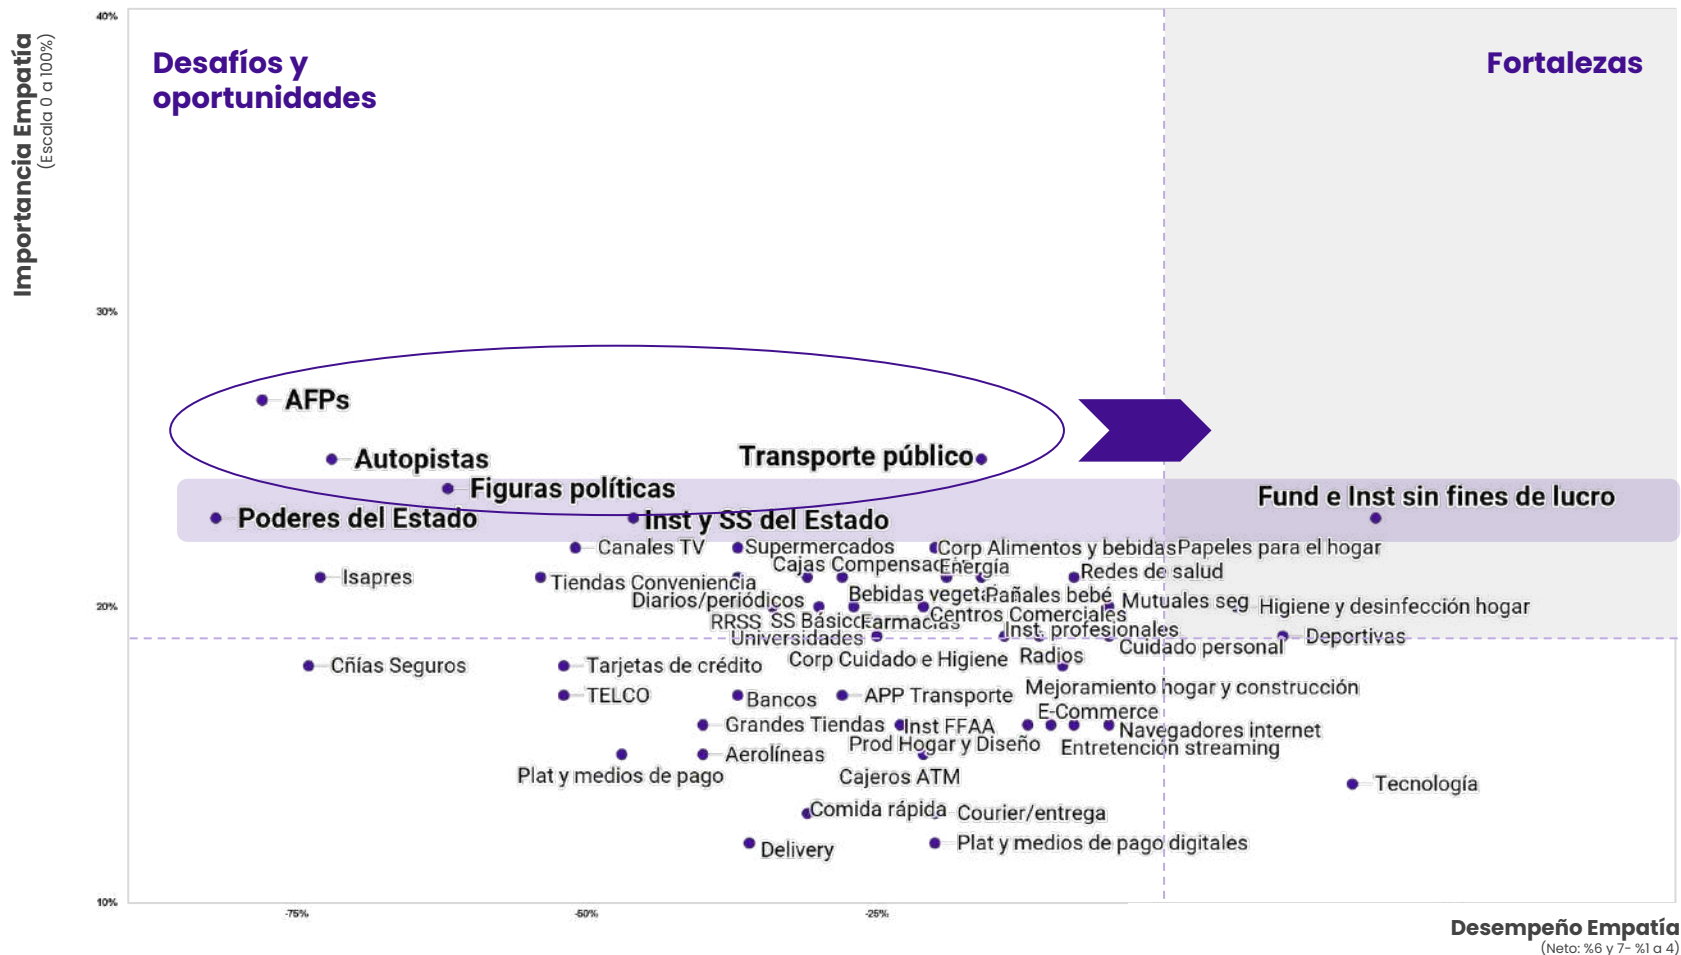 40%
Importancia Empatía
(Escala 0 a 100%)
Desafíos y
oportunidades
Fortalezas
30%
AFPs
Autopistas
Transporte público
Figuras políticas
Fund e Inst sin fines de lucro
Poderes del Estado
Inst y SS del Estado
Canales TV
Supermercados
Corp Alimentos y bebidas
Papeles para el hogar
Cajas Compensac
Energía
Redes de salud
Isapres
Tiendas Conveniencia
Diarios/periódicos
Bebidas vegeta
Pañales bebé
Mutuales seg
Higiene y desinfección hogar
20%
RRSS
SS Básico
Farmacias
Centros Comerciales
Universidades
Inst. profesionales
Deportivas
Cuidado personal
Cñías Seguros
Tarjetas de crédito
Corp Cuidado e Higiene
Radios
TELCO
Bancos
APP Transporte
Mejoramiento hogar y construcción
E-Commerce
Grandes Tiendas
Inst FFAA
Navegadores internet
Prod Hogar y Diseño
Entretención streaming
Aerolíneas
Plat y medios de pago
Cajeros ATM
Tecnología
Comida rápida
Courier/entrega
Delivery
Plat y medios de pago digitales
10%
-75%
-50%
-25%
Desempeño Empatía
(Neto: %6 y 7- %1 a 4)